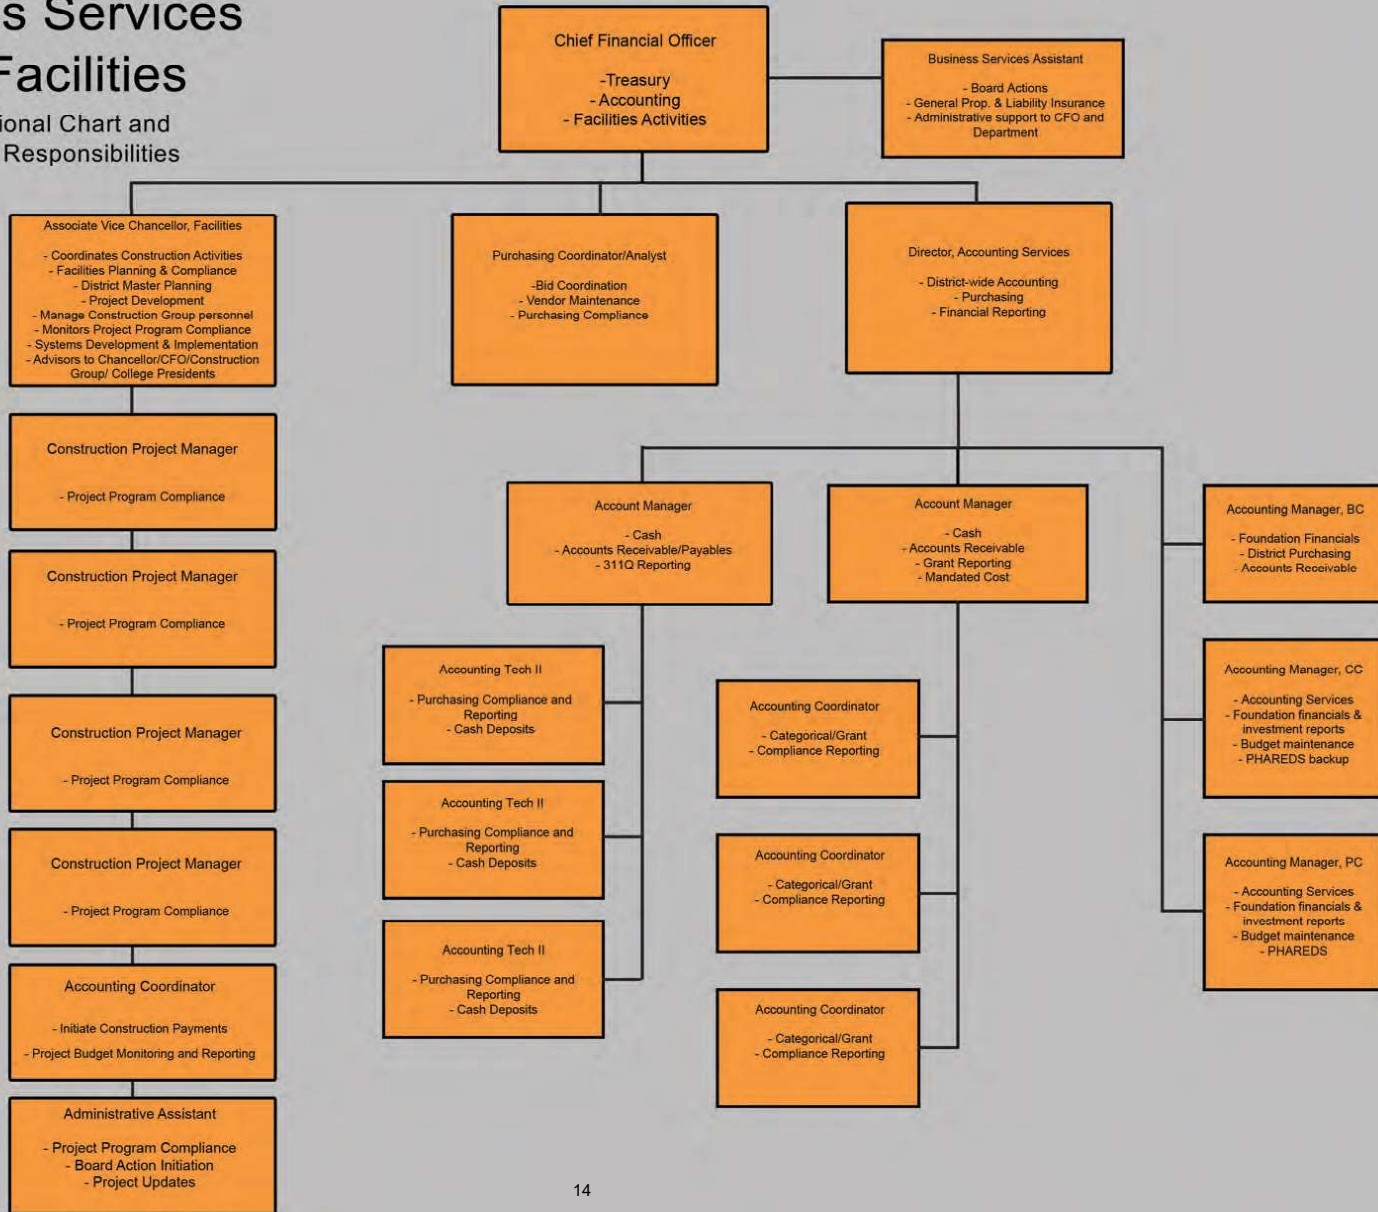 s Services
Facilities
ional Chart and
Responsibilities
Chief Financial Officer
-Treasury
- Accounting
- Facilities Activities
Business Services Assistant
- Board Actions
- General Prop. & Liability Insurance
- Administrative support to CFO and
Department
Associate Vice Chancellor, Facilities
- Coordinates Construction Activities
- Facilities Planning & Compliance
- District Master Planning
- Project Development
- Manage Construction Group personnel
- Monitors Project Program Compliance
- Systems Development & Implementation
- Advisors to Chancellor/CFO/Construction
Group/ College Presidents
Purchasing Coordinator/Analyst
-Bid Coordination
- Vendor Maintenance
- Purchasing Compliance
Director, Accounting Services
- District-wide Accounting
- Purchasing
- Financial Reporting
Construction Project Manager
- Project Program Compliance
Construction Project Manager
- Project Program Compliance
Construction Project Manager
- Project Program Compliance
Construction Project Manager
- Project Program Compliance
Accounting Coordinator
- Initiate Construction Payments
- Project Budget Monitoring and Reporting
Administrative Assistant
- Project Program Compliance
- Board Action Initiation
- Project Updates
Account Manager
- Cash
- Accounts Receivable/Payables
- 311Q Reporting
Accounting Tech II
- Purchasing Compliance and
Reporting
- Cash Deposits
Accounting Tech II
- Purchasing Compliance and
Reporting
- Cash Deposits
Accounting Tech II
- Purchasing Compliance and
Reporting
- Cash Deposits
Account Manager
- Cash
- Accounts Receivable
- Grant Reporting
- Mandated Cost
Accounting Coordinator
- Categorical/Grant
- Compliance Reporting
Accounting Coordinator
- Categorical/Grant
- Compliance Reporting
Accounting Coordinator
- Categorical/Grant
- Compliance Reporting
Accounting Manager, BC
- Foundation Financials
- District Purchasing
- Accounts Receivable
Accounting Manager, CC
- Accounting Services
- Foundation financials &
investment reports
- Budget maintenance
- PHAREDS backup
Accounting Manager, PC
- Accounting Services
- Foundation financials &
investment reports
- Budget maintenance
- PHAREDS
14